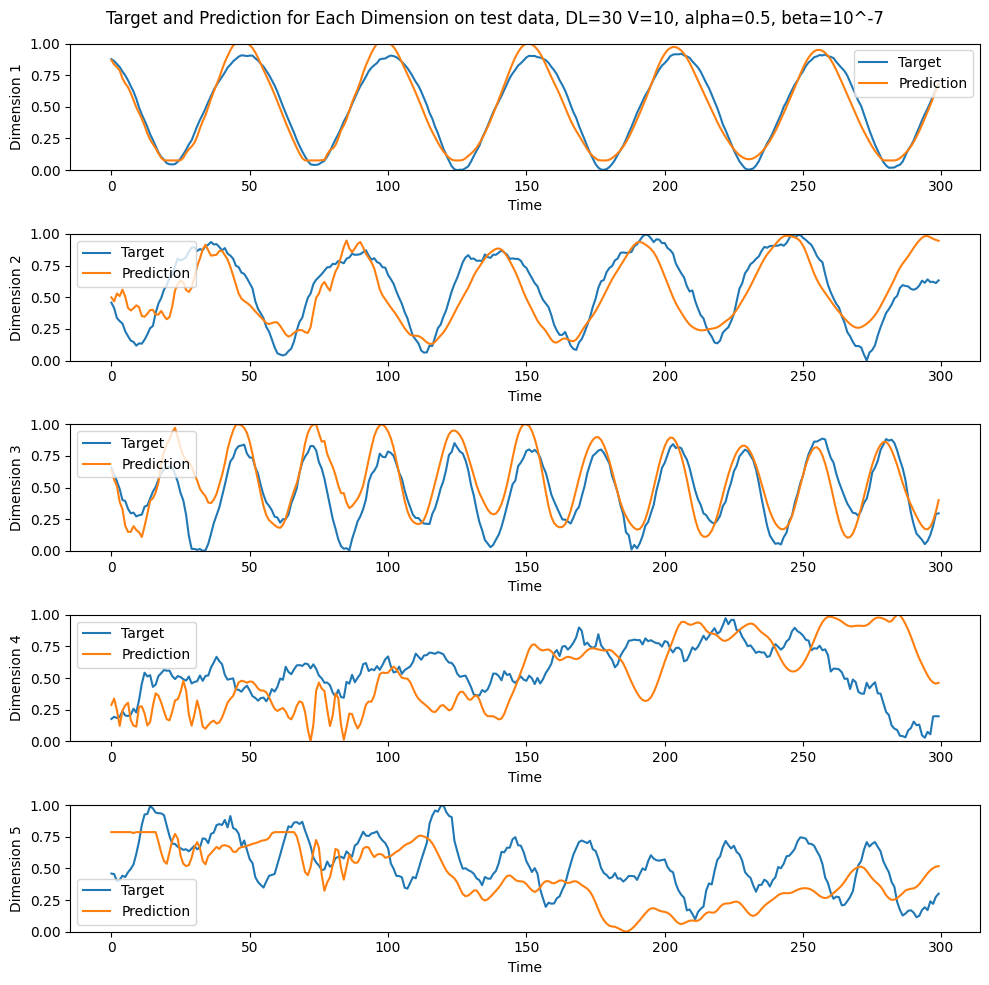 Target and Prediction for Each Dimension on test data, DL=30 V=10, alpha=0.5, beta=10^-7
Dimension 1
1.00
0.75
0.50
0.25
0.00
Target
Prediction
0 50 100 150 200 250 300
Time
Dimension 2
1.00
0.75
0.50
0.25
0.00
Target
Prediction
0 50 100 150 200 250 300
Time
Dimension 3
1.00
0.75
0.50
0.25
0.00
Target
Prediction
0 50 100 150 200 250 300
Time
Dimension 4
1.00
0.75
0.50
0.25
0.00
Target
Prediction
0 50 100 150 200 250 300
Time
Dimension 5
1.00
0.75
0.50
0.25
0.00
Target
Prediction
0 50 100 150 200 250 300
Time